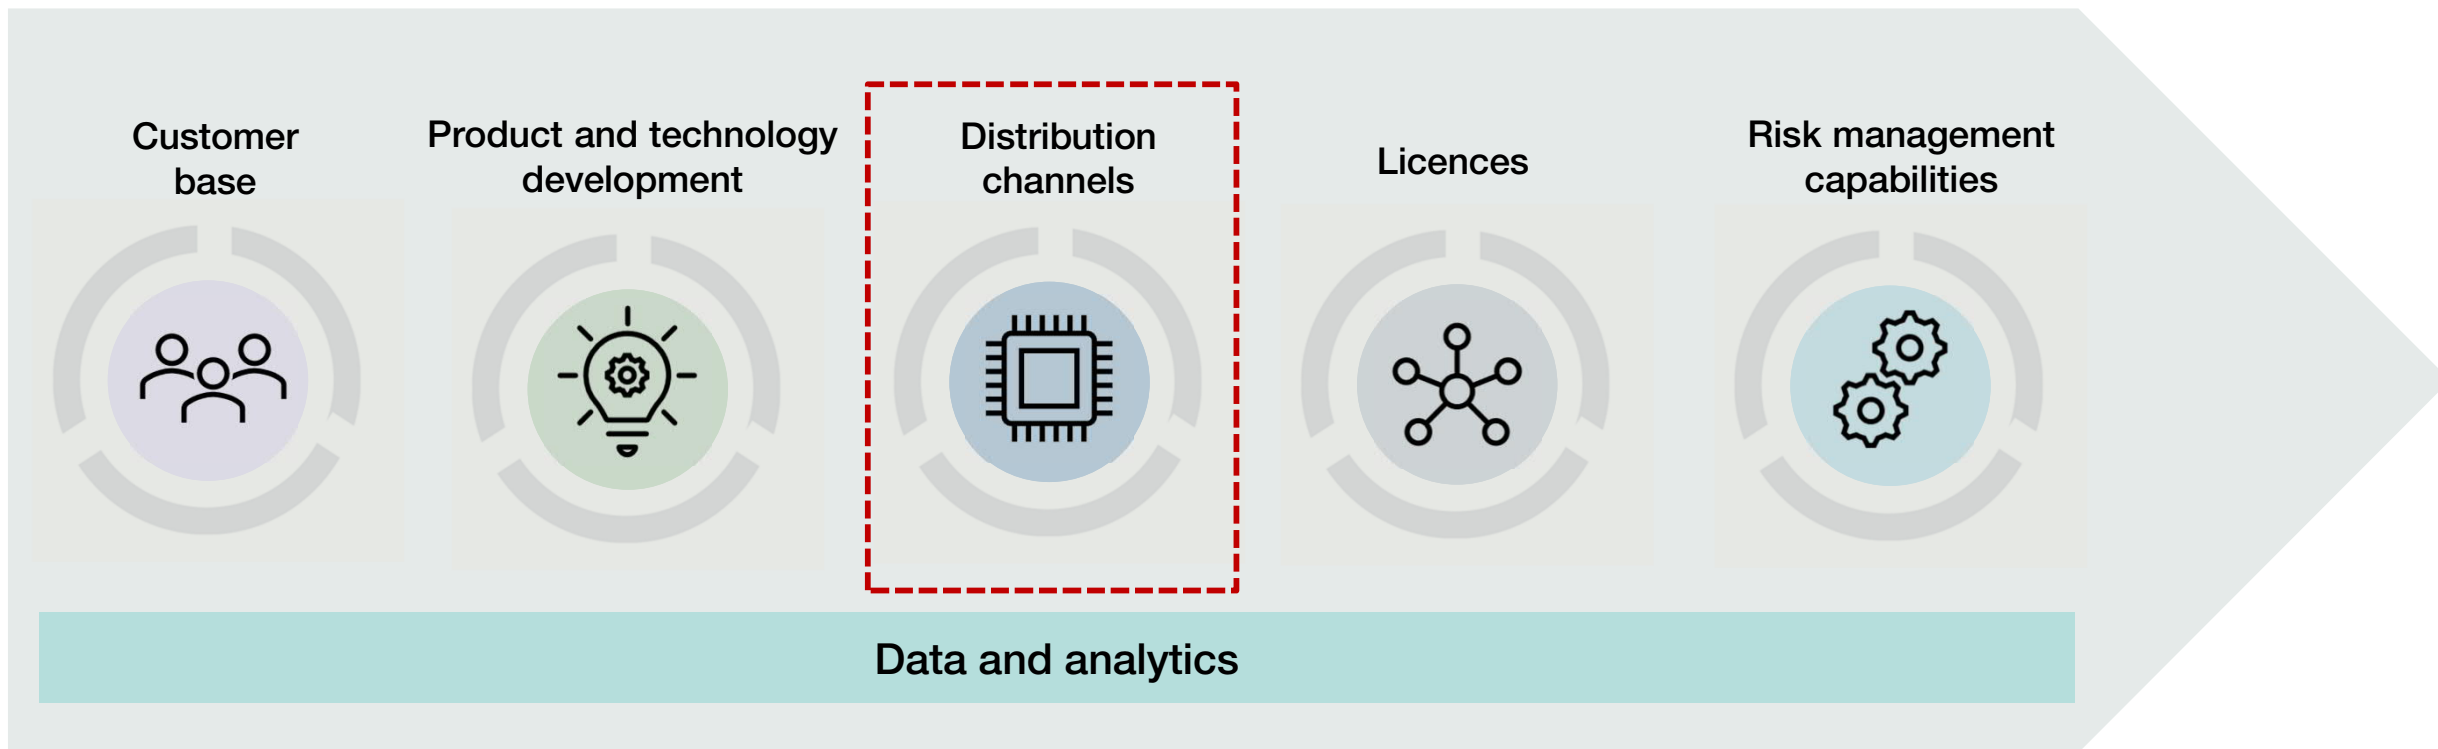 Customer
base
Product and technology
development
Distribution
channels
Licences
Risk management
capabilities
Data and analytics